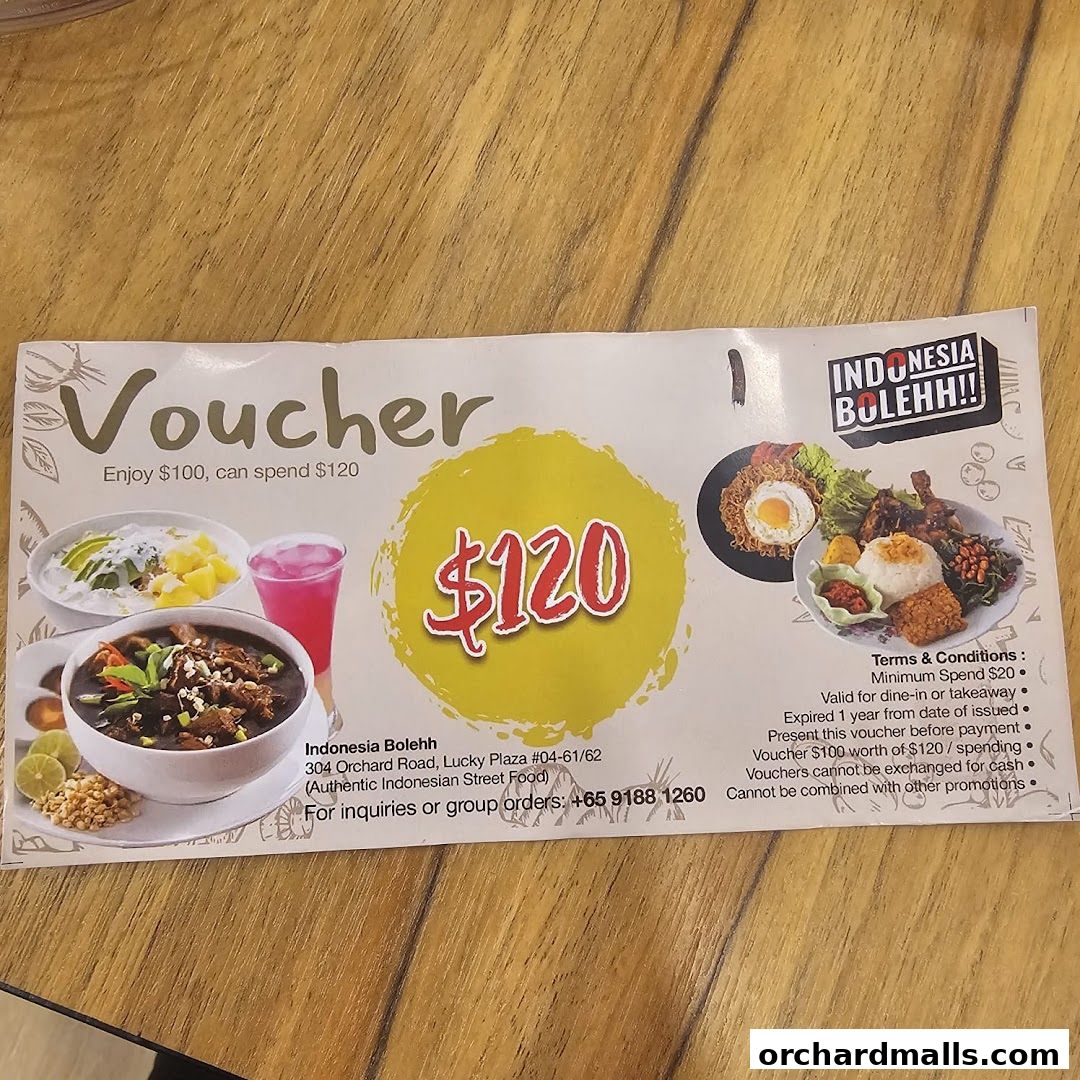 Voucher
Enjoy $100, can spend $120
INDONESIA
BOLEHH!!
$120
Indonesia Bolehh
304 Orchard Road, Lucky Plaza #04-61/62
(Authentic Indonesian Street Food)
For inquiries or group orders: +65 9188 1260
Terms & Conditions :
Minimum Spend $20 •
Valid for dine-in or takeaway •
Expired 1 year from date of issued •
Present this voucher before payment •
Voucher $100 worth of $120 / spending •
Vouchers cannot be exchanged for cash •
Cannot be combined with other promotions •
orchardmalls.com